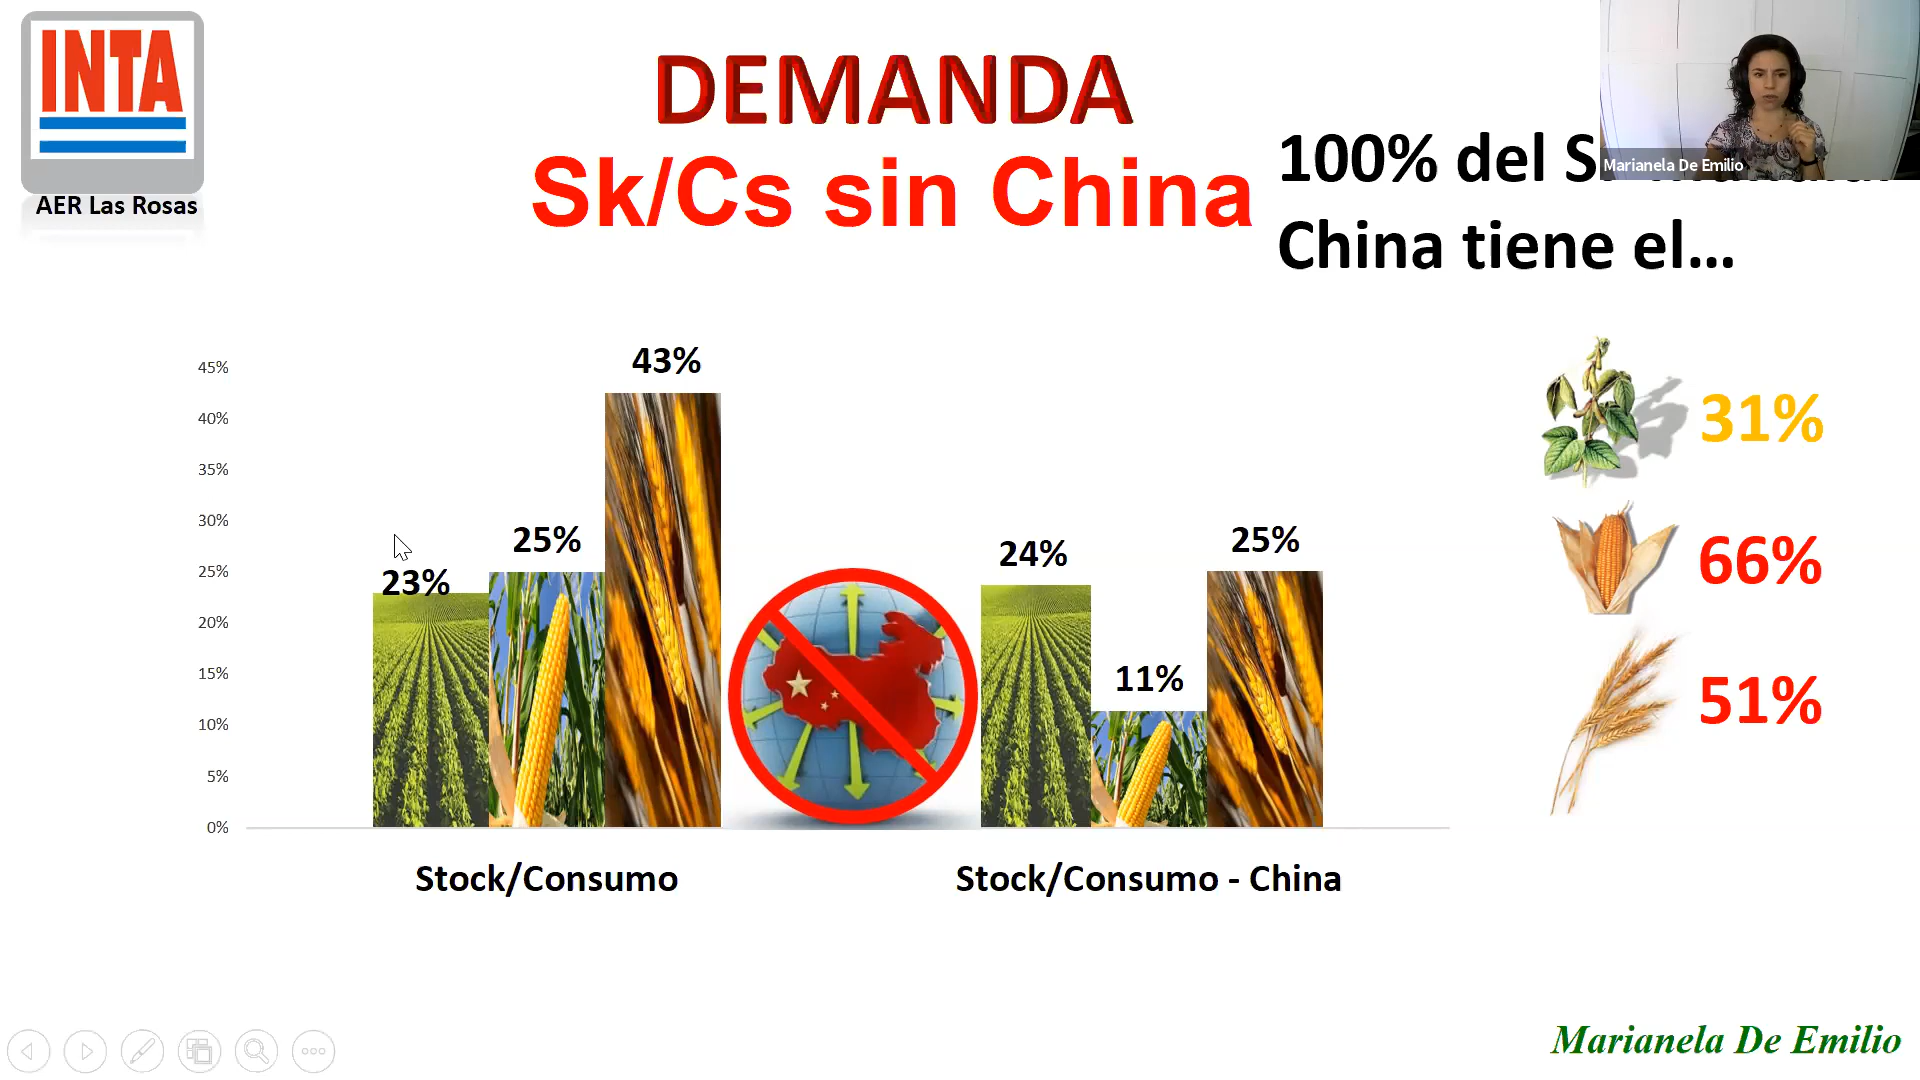 INTA
AER Las Rosas
DEMANDA
Sk/Cs sin China
100% del
China tiene el...
Marianela De Emilio
45%
40%
35%
30%
25%
20%
15%
10%
5%
0%
23%
25%
43%
24%
11%
25%
Stock/Consumo
Stock/Consumo - China
31%
66%
51%
Marianela De Emilio